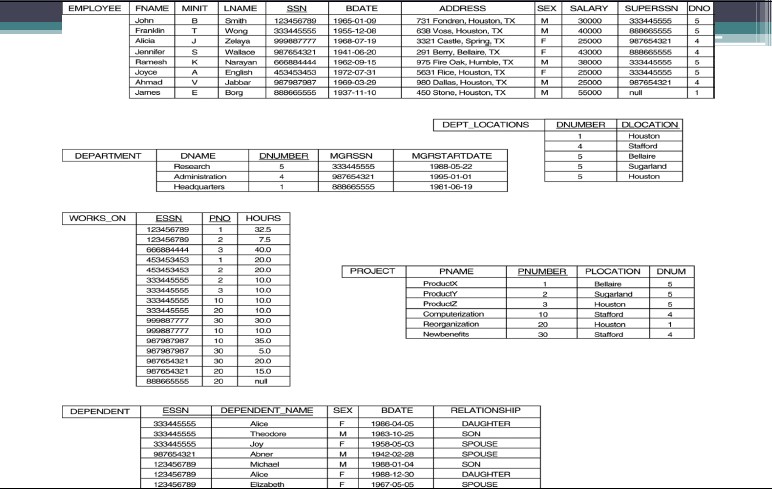 EMPLOYEE FNAME MINIT LNAME SSN BDATE ADDRESS SEX SALARY SUPERSSN DNO
John B Smith 123456789 1965-01-09 731 Fondren, Houston, TX M 30000 333445555 5
Franklin T Wong 333445555 1955-12-08 638 Voss, Houston, TX M 40000 888665555 5
Alicia J Zelaya 999887777 1968-07-19 3321 Castle, Spring, TX F 25000 987654321 4
Jennifer S Wallace 987654321 1941-06-20 291 Berry, Bellaire, TX F 43000 888665555 4
Ramesh K Narayan 666884444 1962-09-15 975 Fire Oak, Humble, TX M 38000 333445555 5
Joyce A English 453453453 1972-07-31 5631 Rice, Houston, TX F 25000 333445555 5
Ahmad V Jabbar 987987987 1969-03-29 980 Dallas, Houston, TX M 25000 987654321 4
James E Borg 888665555 1937-11-10 450 Stone, Houston, TX M 55000 null 1
DEPT_LOCATIONS DNUMBER DLOCATION
1 Houston
4 Stafford
5 Bellaire
5 Sugarland
5 Houston
DEPARTMENT DNAME DNUMBER MGRSSN MGRSTARTDATE
Research 5 333445555 1988-05-22
Administration 4 987654321 1995-01-01
Headquarters 1 888665555 1981-06-19
WORKS_ON ESSN PNO HOURS
123456789 1 32.5
123456789 2 7.5
666884444 3 40.0
453453453 1 20.0
453453453 2 20.0
333445555 2 10.0
333445555 3 10.0
333445555 10 10.0
333445555 20 10.0
999887777 30 30.0
999887777 10 10.0
987987987 10 35.0
987987987 30 5.0
987654321 30 20.0
987654321 20 15.0
888665555 20 null
PROJECT PNAME PNUMBER PLOCATION DNUM
ProductX 1 Bellaire 5
ProductY 2 Sugarland 5
ProductZ 3 Houston 5
Computerization 10 Stafford 4
Reorganization 20 Houston 1
Newbenefits 30 Stafford 4
DEPENDENT ESSN DEPENDENT_NAME SEX BDATE RELATIONSHIP
333445555 Alice F 1986-04-05 DAUGHTER
333445555 Theodore M 1983-10-25 SON
333445555 Joy F 1958-05-03 SPOUSE
987654321 Abner M 1942-02-28 SPOUSE
123456789 Michael M 1988-01-04 SON
123456789 Alice F 1988-12-30 DAUGHTER
123456789 Elizabeth F 1967-05-05 SPOUSE